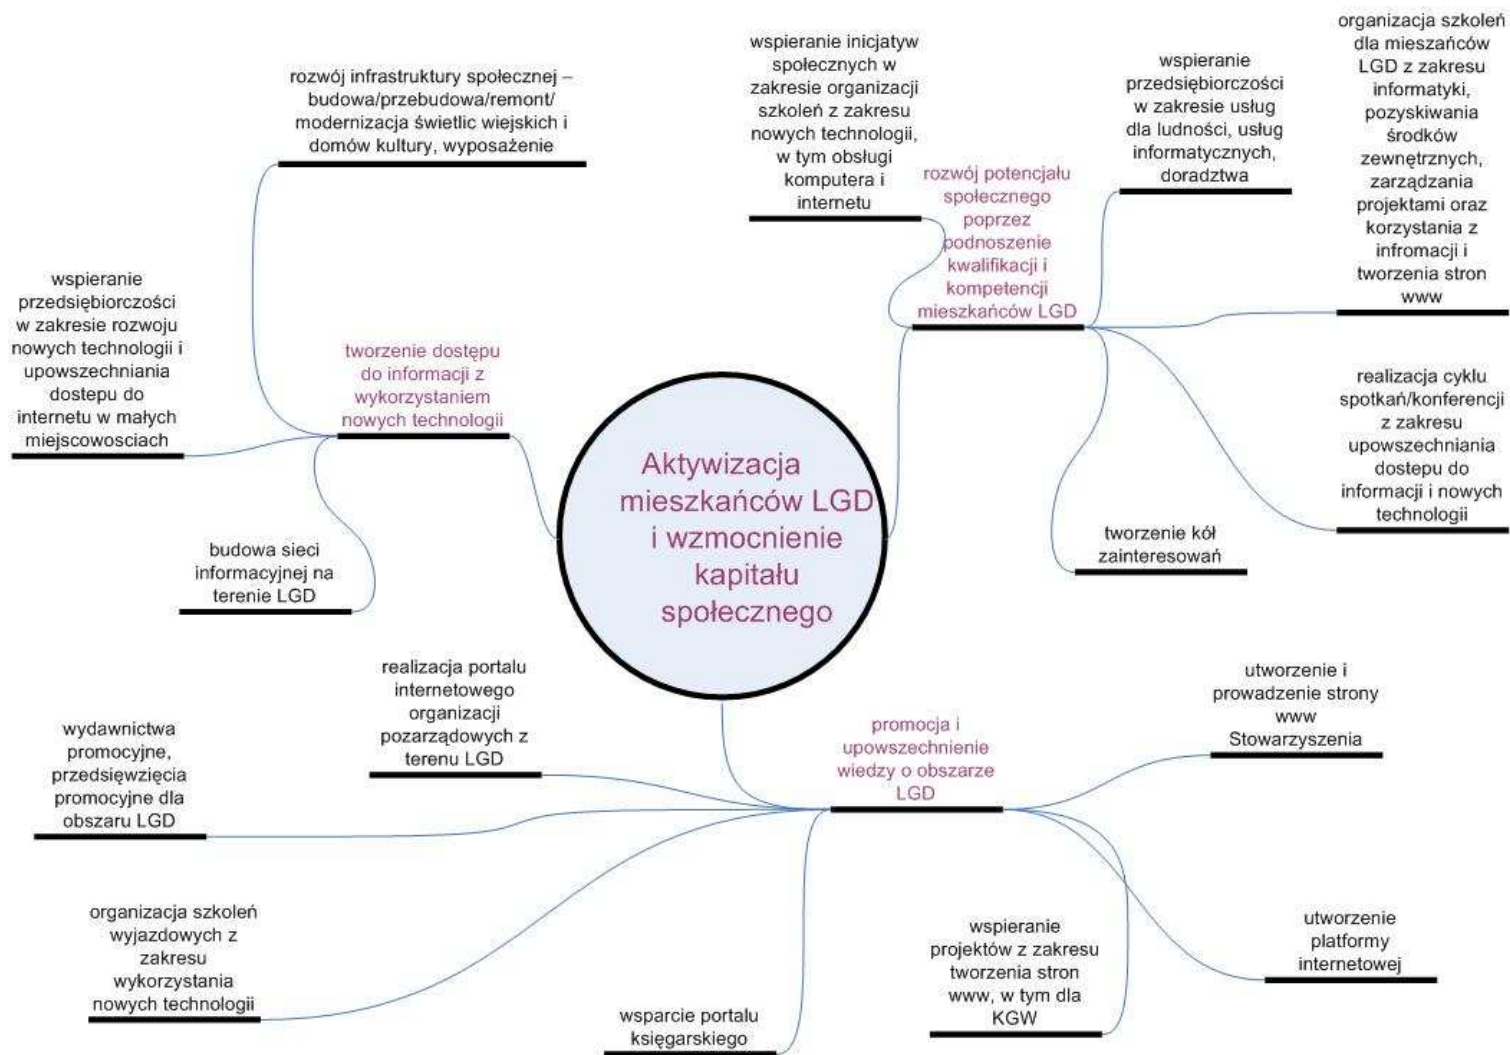 rozwój infrastruktury społecznej –
budowa/przebudowa/remont/
modernizacja świetlic wiejskich i
domów kultury, wyposażenie
wspieranie
przedsiębiorczości
w zakresie rozwoju
nowych technologii i
upowszechniania
dostepu do
internetu w małych
miejscowosciach
tworzenie dostępu
do informacji z
wykorzystaniem
nowych technologii
budowa sieci
informacyjnej na
terenie LGD
wspieranie inicjatyw
społecznych w
zakresie organizacji
szkoleń z zakresu
nowych technologii,
w tym obsługi
komputera i
internetu
rozwój potencjału
społecznego
poprzez
podnoszenie
kwalifikacji i
kompetencji
mieszkańców LGD
wspieranie
przedsiębiorczości
w zakresie usług
dla ludności, usług
informatycznych,
doradztwa
organizacja szkoleń
dla mieszańców
LGD z zakresu
informatyki,
pozyskiwania
środków
zewnętrznych,
zarządzania
projektami oraz
korzystania z
infromacji i
tworzenia stron
www
realizacja cyklu
spotkań/konferencji
z zakresu
upowszechniania
dostepu do
informacji i nowych
technologii
tworzenie kół
zainteresowań
Aktywizacja
mieszkańców LGD
i wzmocnienie
kapitału
społecznego
realizacja portalu
internetowego
organizacji
pozarządowych z
terenu LGD
wydawnictwa
promocyjne,
przedsięwzięcia
promocyjne dla
obszaru LGD
organizacja szkoleń
wyjazdowych z
zakresu
wykorzystania
nowych technologii
wsparcie portalu
księgarskiego
promocja i
upowszechnienie
wiedzy o obszarze
LGD
utworzenie i
prowadzenie strony
www
Stowarzyszenia
wspieranie
projektów z zakresu
tworzenia stron
www, w tym dla
KGW
utworzenie
platformy
internetowej